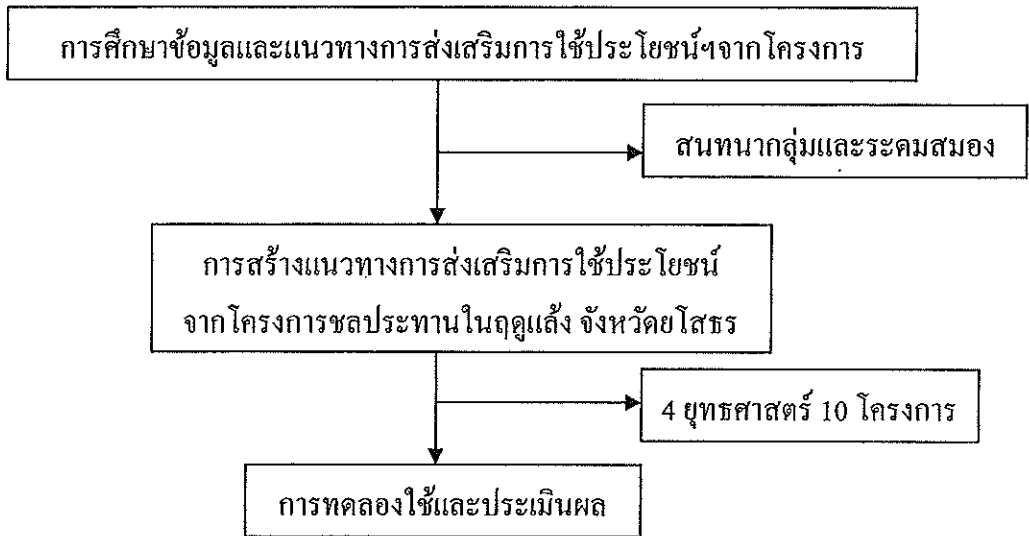 การศึกษาข้อมูลและแนวทางการส่งเสริมการใช้ประโยชน์ฯจากโครงการ
สนทนากลุ่มและระดมสมอง
การสร้างแนวทางการส่งเสริมการใช้ประโยชน์
จากโครงการชลประทานในฤดูแล้ง จังหวัดยโสธร
4 ยุทธศาสตร์ 10 โครงการ
การทดลองใช้และประเมินผล